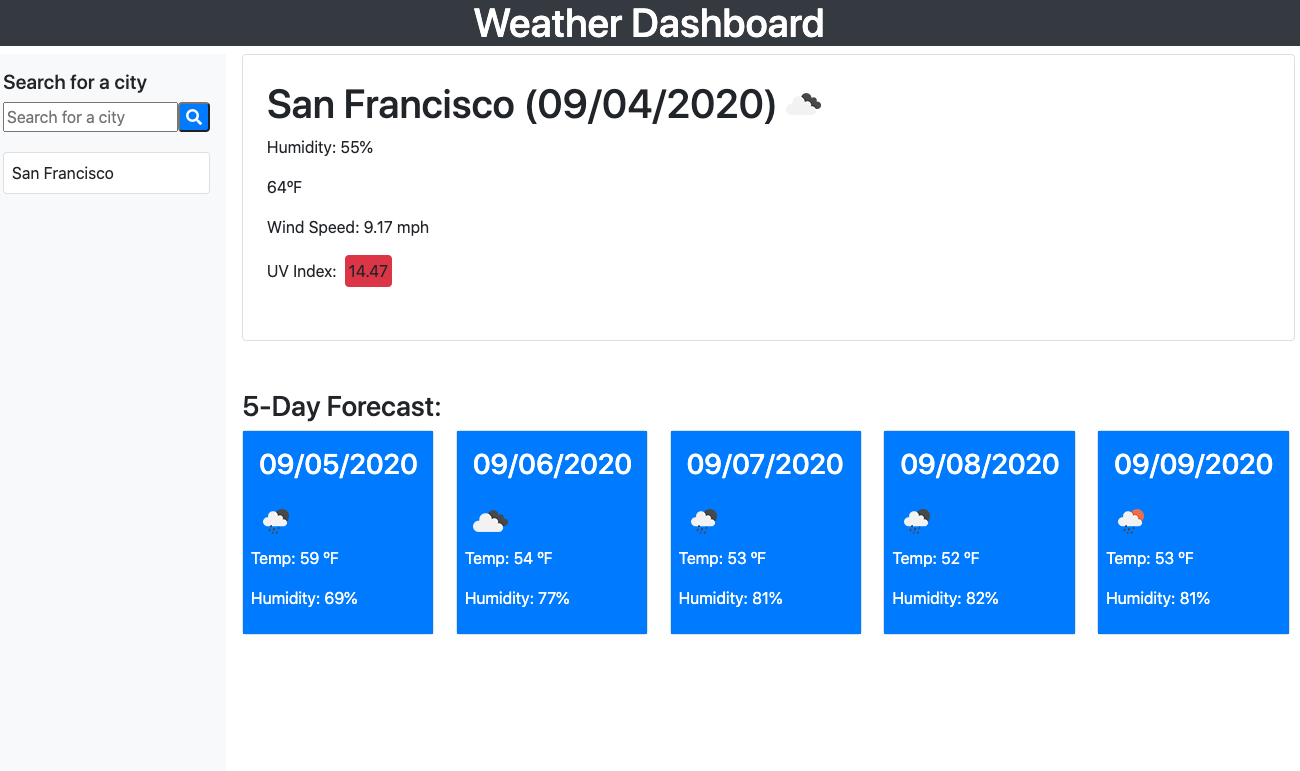 Weather Dashboard
Search for a city
Search for a city
San Francisco
San Francisco (09/04/2020)
Humidity: 55%
64ºF
Wind Speed: 9.17 mph
UV Index: 14.47
5-Day Forecast:
09/05/2020
Temp: 59 ºF
Humidity: 69%
09/06/2020
Temp: 54 ºF
Humidity: 77%
09/07/2020
Temp: 53 ºF
Humidity: 81%
09/08/2020
Temp: 52 ºF
Humidity: 82%
09/09/2020
Temp: 53 ºF
Humidity: 81%